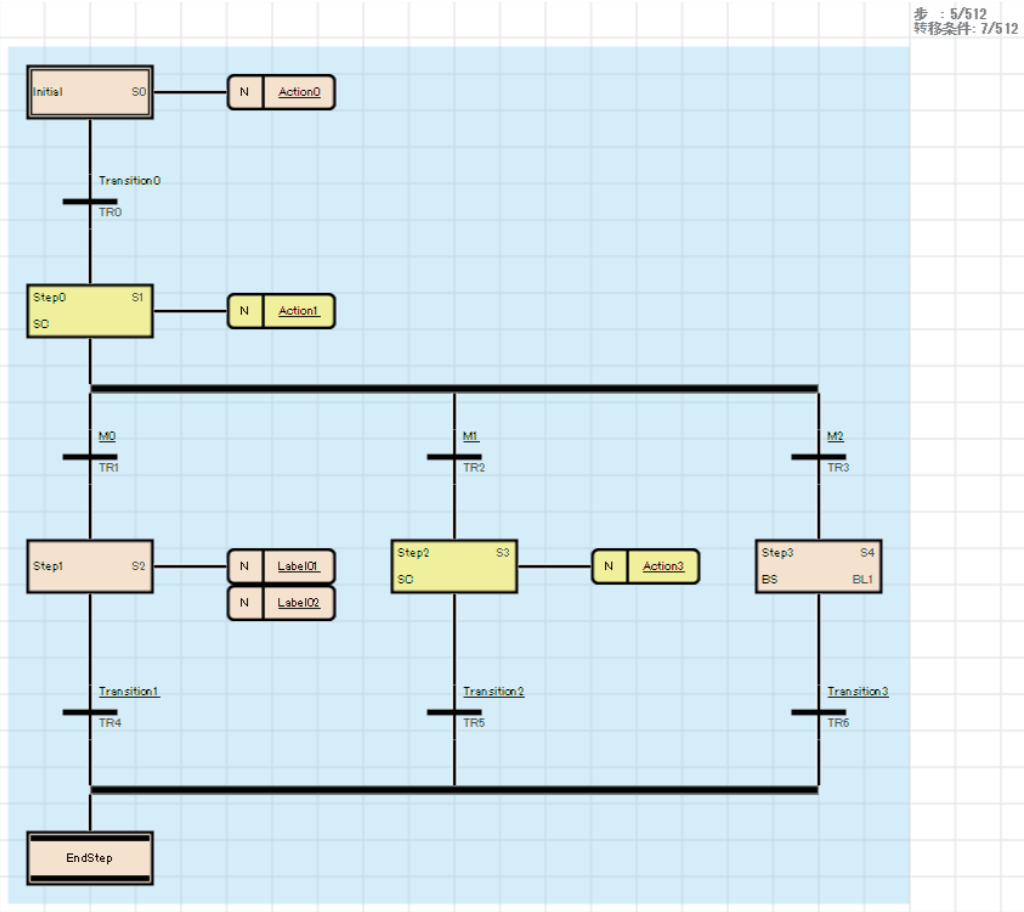 步 : 5/512
转移条件: 7/512
Initial S0 N Action0
Transition0
TR0
Step0 S1 N Action1
SC
M0 M1 M2
TR1 TR2 TR3
Step1 S2 N Label01 Step2 S3 N Action3 Step3 S4
N Label02 SC BS BL1
Transition1 Transition2 Transition3
TR4 TR5 TR6
EndStep